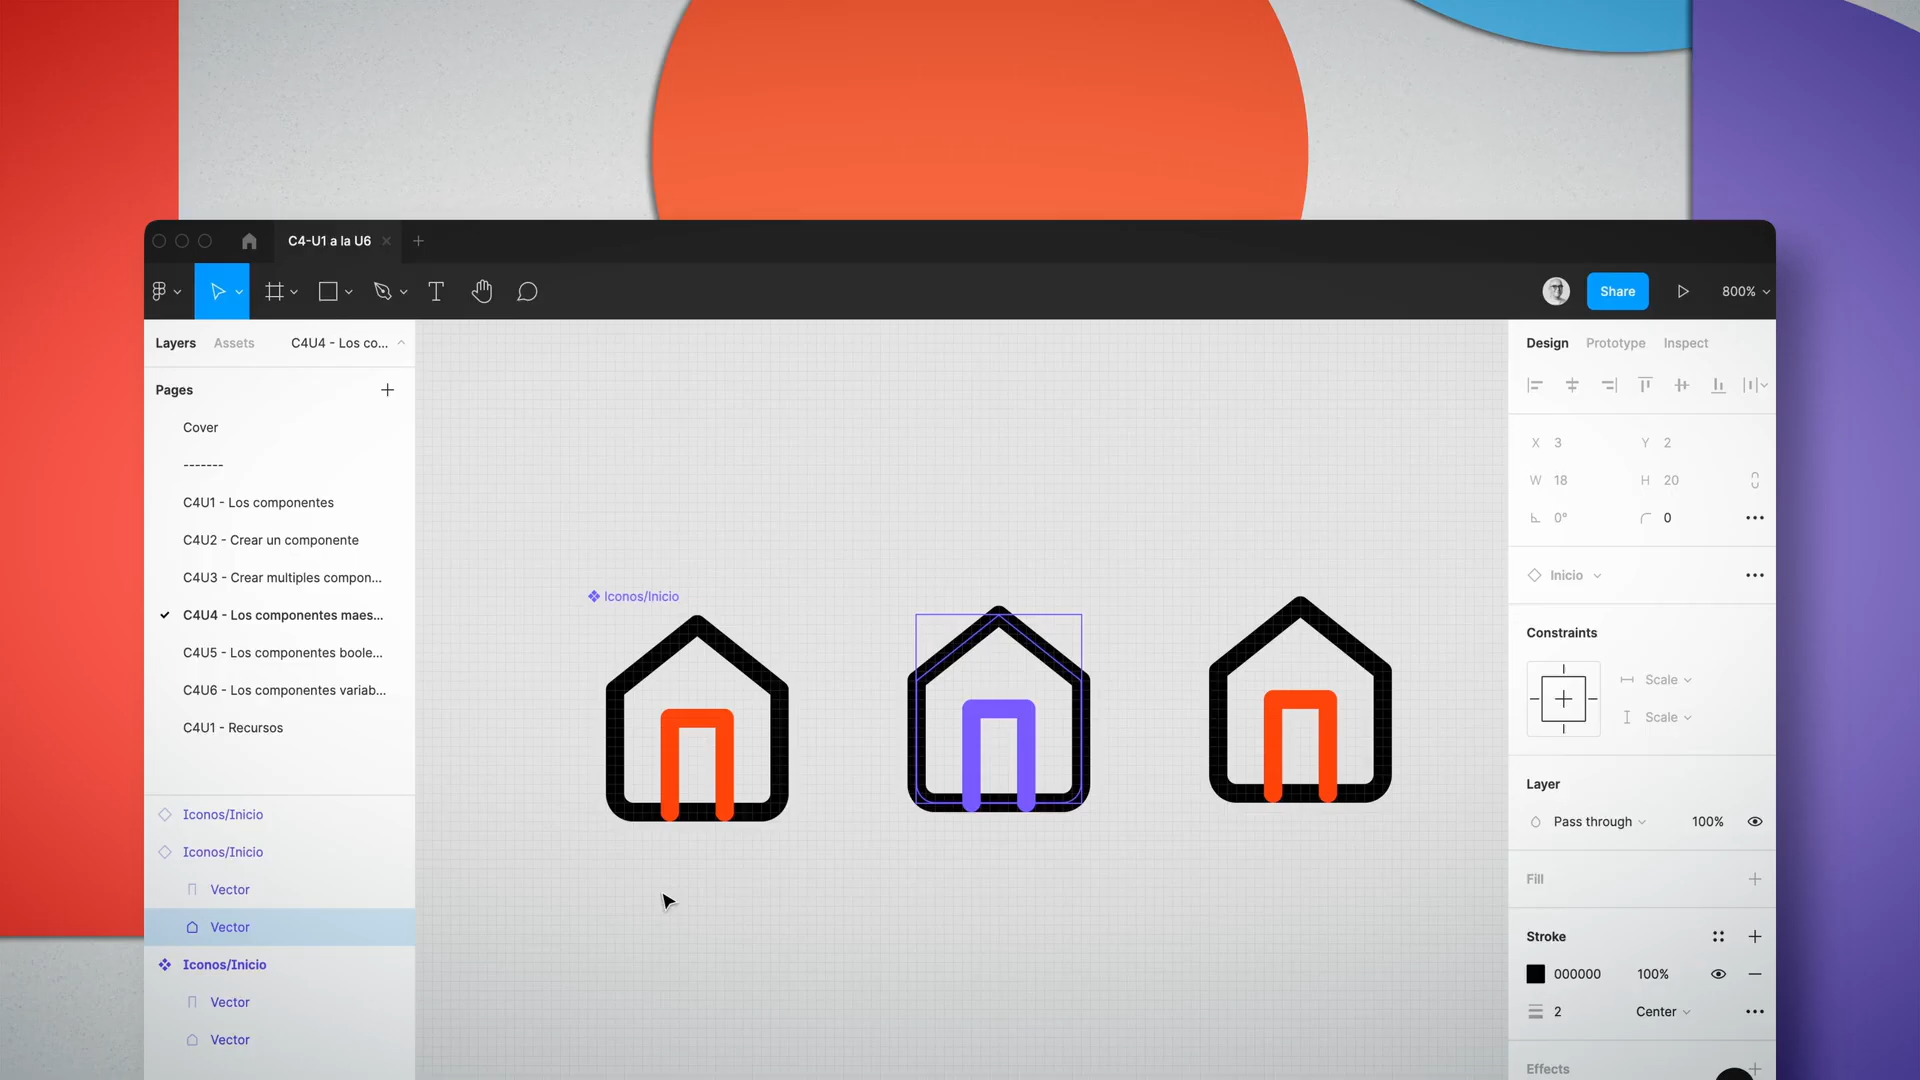 C4-U1 a la U6
Share
800%
Layers
Assets
C4U4 - Los co...
Pages
Cover
-------
C4U1 - Los componentes
C4U2 - Crear un componente
C4U3 - Crear multiples compon...
C4U4 - Los componentes maes...
C4U5 - Los componentes boole...
C4U6 - Los componentes variab...
C4U1 - Recursos
Iconos/Inicio
Iconos/Inicio
Vector
Vector
Iconos/Inicio
Vector
Vector
Iconos/Inicio
Design
Prototype
Inspect
X 3
Y 2
W 18
H 20
0°
0
Inicio
Constraints
Scale
Scale
Layer
Pass through
100%
Fill
Stroke
000000
100%
2
Center
Effects